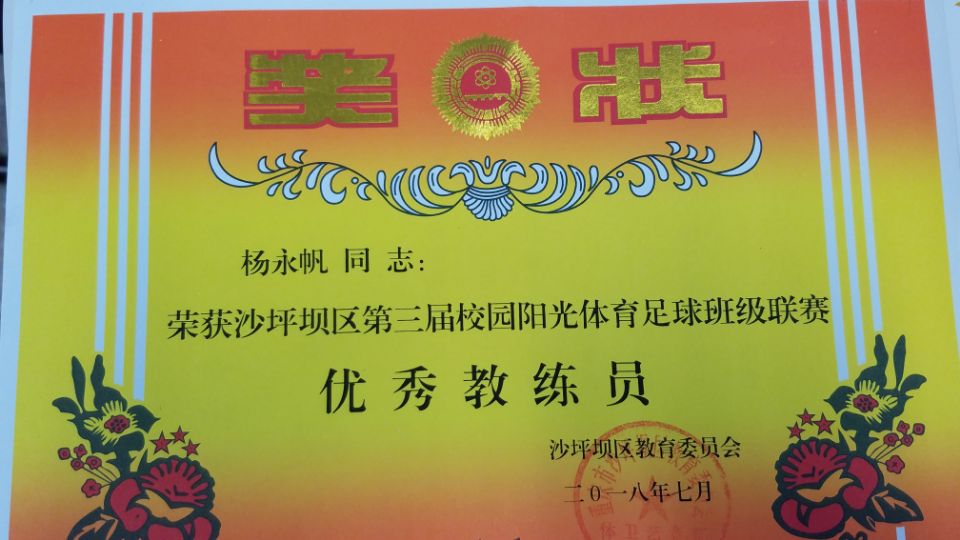 奖状
杨永帆 同 志：
荣获沙坪坝区第三届校园阳光体育足球班级联赛
优 秀 教 练 员
沙坪坝区教育委员会
二0一八年七月